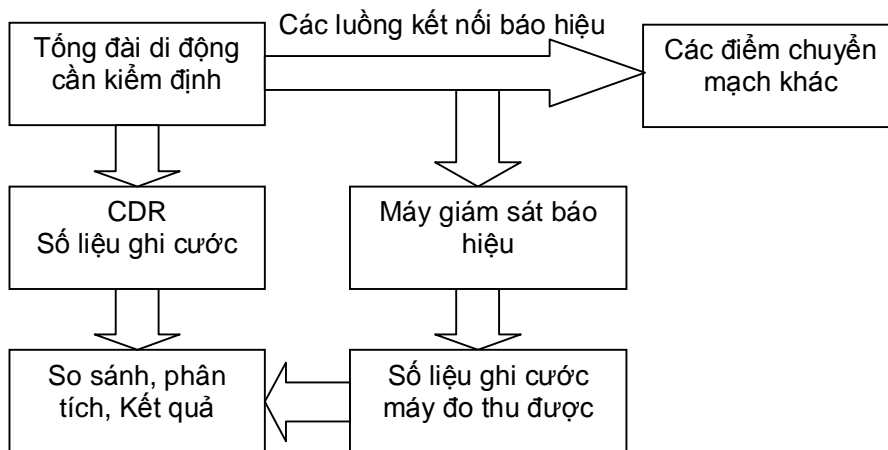 Các luồng kết nối báo hiệu
Tổng đài di động
cần kiểm định
Các điểm chuyển
mạch khác
CDR
Số liệu ghi cước
Máy giám sát báo
hiệu
So sánh, phân
tích, Kết quả
Số liệu ghi cước
máy đo thu được